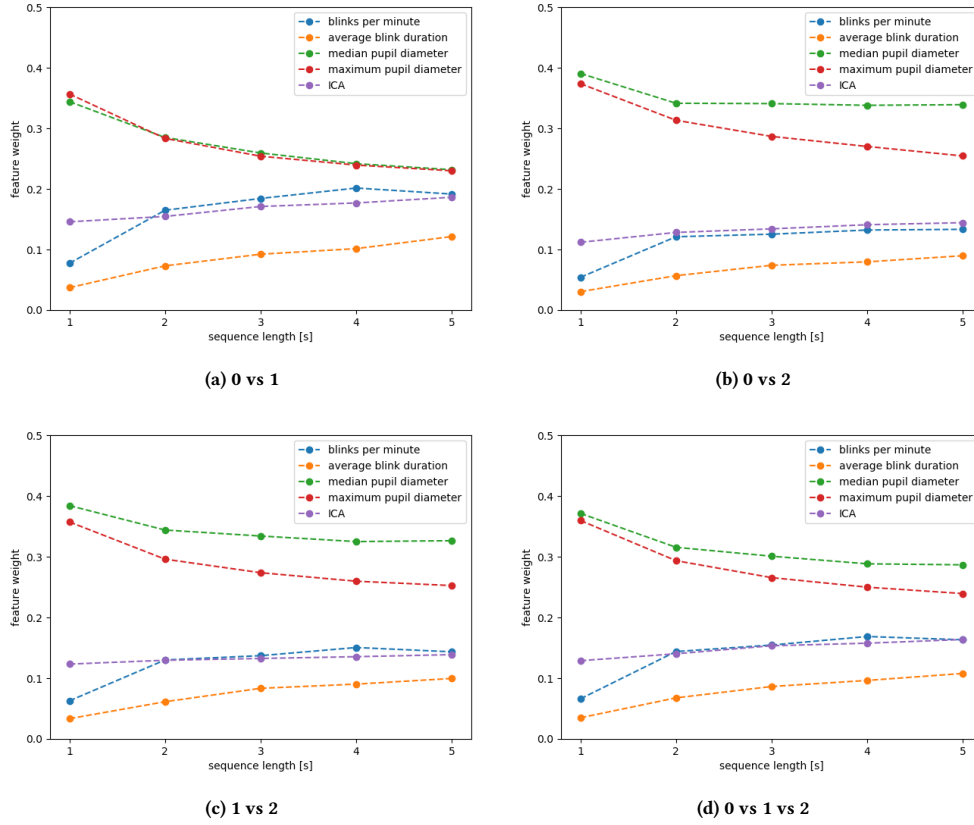 0.5
0.4
0.3
0.2
0.1
0.0
feature weight
blinks per minute
average blink duration
median pupil diameter
maximum pupil diameter
ICA
1 2 3 4 5
sequence length [s]
(a) 0 vs 1
0.5
0.4
0.3
0.2
0.1
0.0
feature weight
blinks per minute
average blink duration
median pupil diameter
maximum pupil diameter
ICA
1 2 3 4 5
sequence length [s]
(b) 0 vs 2
0.5
0.4
0.3
0.2
0.1
0.0
feature weight
blinks per minute
average blink duration
median pupil diameter
maximum pupil diameter
ICA
1 2 3 4 5
sequence length [s]
(c) 1 vs 2
0.5
0.4
0.3
0.2
0.1
0.0
feature weight
blinks per minute
average blink duration
median pupil diameter
maximum pupil diameter
ICA
1 2 3 4 5
sequence length [s]
(d) 0 vs 1 vs 2